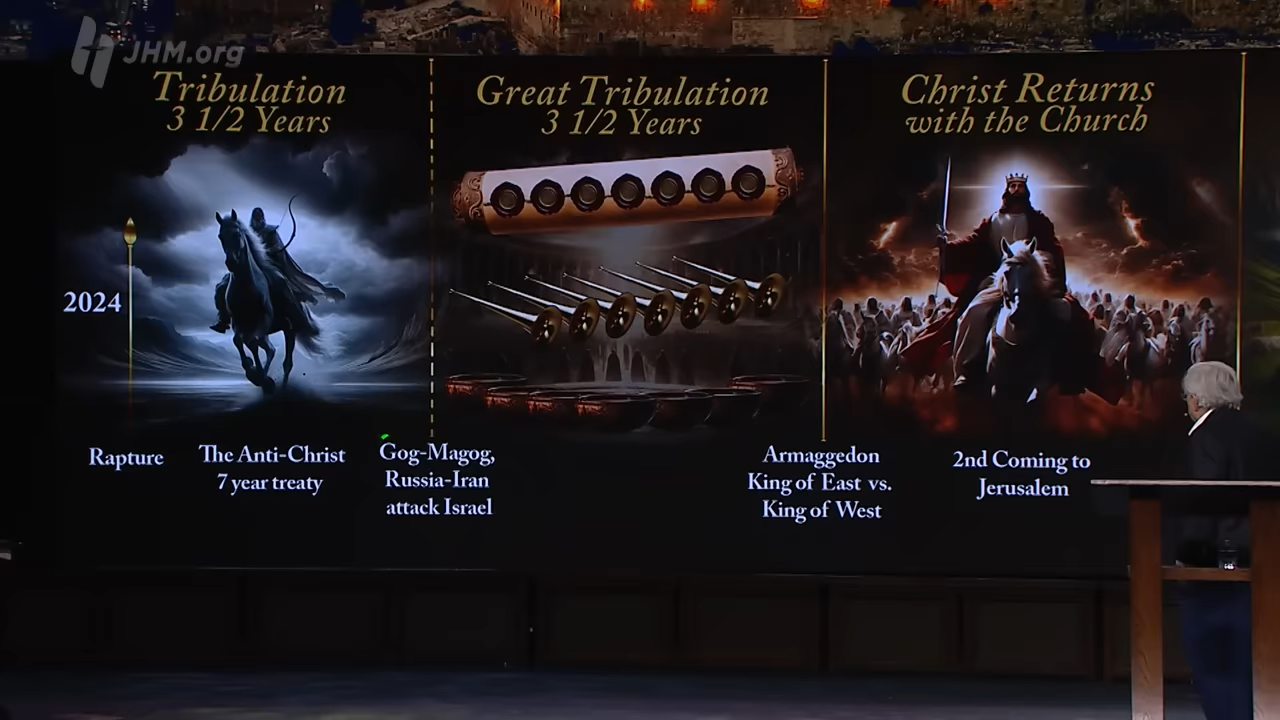 JHM.org
Tribulation
3 1/2 Years
Great Tribulation
3 1/2 Years
Christ Returns
with the Church
2024
Rapture
The Anti-Christ
7 year treaty
Gog-Magog,
Russia-Iran
attack Israel
Armaggedon
King of East vs.
King of West
2nd Coming to
Jerusalem